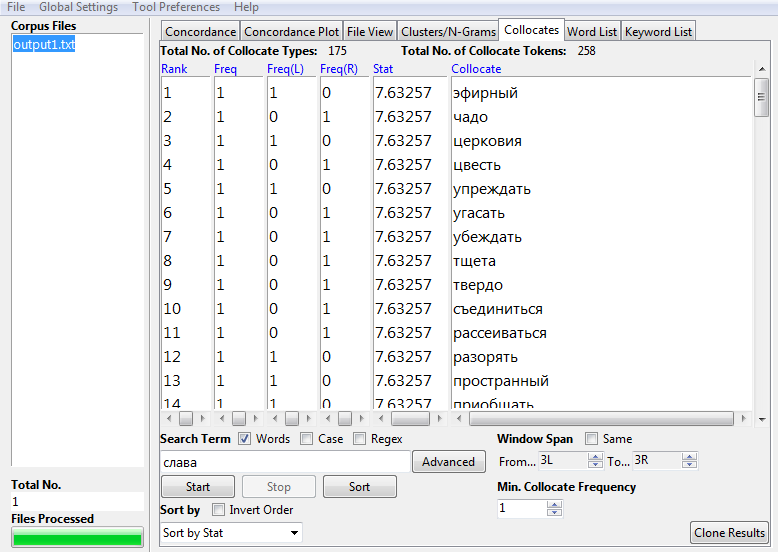 File Global Settings Tool Preferences Help
Corpus Files
output1.txt
Concordance Concordance Plot File View Clusters/N-Grams Collocates Word List Keyword List
Total No. of Collocate Types: 175 Total No. of Collocate Tokens: 258
Rank Freq Freq(L) Freq(R) Stat Collocate
1 1 1 0 7.63257 эфирный
2 1 0 1 7.63257 чадо
3 1 1 0 7.63257 церковия
4 1 0 1 7.63257 цвесть
5 1 1 0 7.63257 упреждать
6 1 0 1 7.63257 угасать
7 1 0 1 7.63257 убеждать
8 1 0 1 7.63257 тщета
9 1 0 1 7.63257 твердо
10 1 0 1 7.63257 съединиться
11 1 0 1 7.63257 рассеиваться
12 1 1 0 7.63257 разорять
13 1 1 0 7.63257 пространный
14 1 1 0 7.63257 приобщать
Search Term Words Case Regex Window Span Same
слава Advanced From... 3L To... 3R
Start Stop Sort Min. Collocate Frequency
Sort by Invert Order 1
Sort by Stat Clone Results
Total No.
1
Files Processed